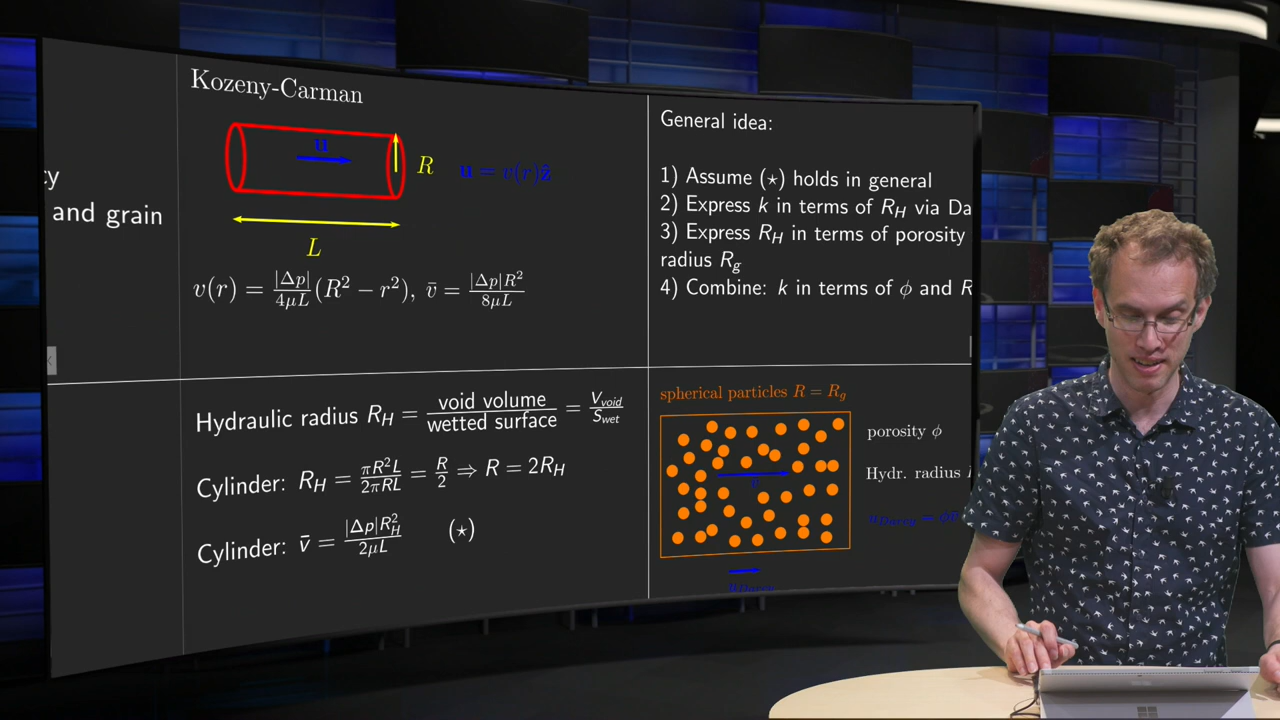 cy
and grain
Kozeny-Carman
u
R
u = v(r)ẑ
L
v(r) = |Δp|/4μL (R² − r²), v̄ = |Δp|R²/8μL
General idea:
1) Assume (⋆) holds in general
2) Express k in terms of R_H via Da
3) Express R_H in terms of porosity
radius R_g
4) Combine: k in terms of ϕ and R
Hydraulic radius R_H = void volume/wetted surface = V_void/S_wet
Cylinder: R_H = πR²L/2πRL = R/2 ⇒ R = 2R_H
Cylinder: v̄ = |Δp|R_H²/2μL (⋆)
spherical particles R = R_g
porosity ϕ
Hydr. radius
u_Darcy = ϕv̄
u_Darcy